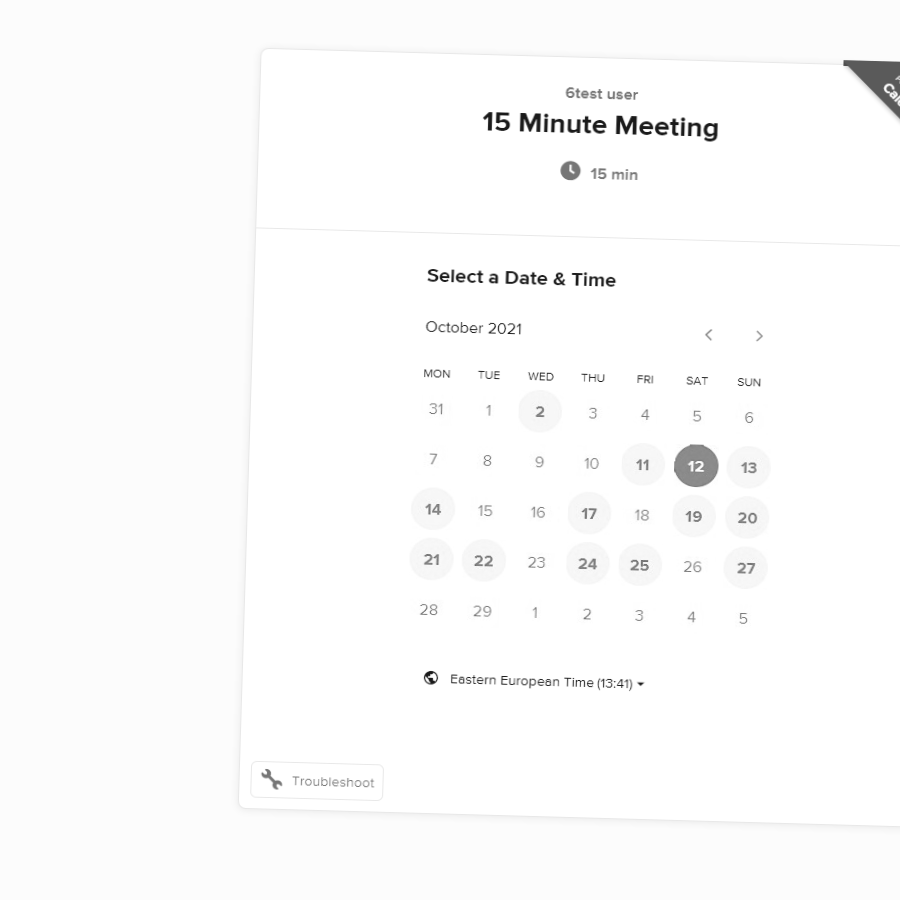 6test user
15 Minute Meeting
15 min
Select a Date & Time
October 2021
MON TUE WED THU FRI SAT SUN
31 1 2 3 4 5 6
7 8 9 10 11 12 13
14 15 16 17 18 19 20
21 22 23 24 25 26 27
28 29 1 2 3 4 5
Eastern European Time (13:41)
Troubleshoot